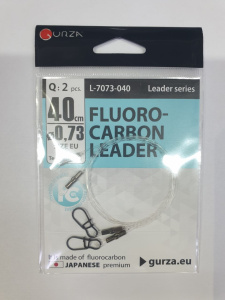 GURZA
Q: 2 pcs.
L-7073-040
Leader series
40cm
0,73
FLUORO-
CARBON
LEADER
made of fluorocarbon
JAPANESE premium
gurza.eu